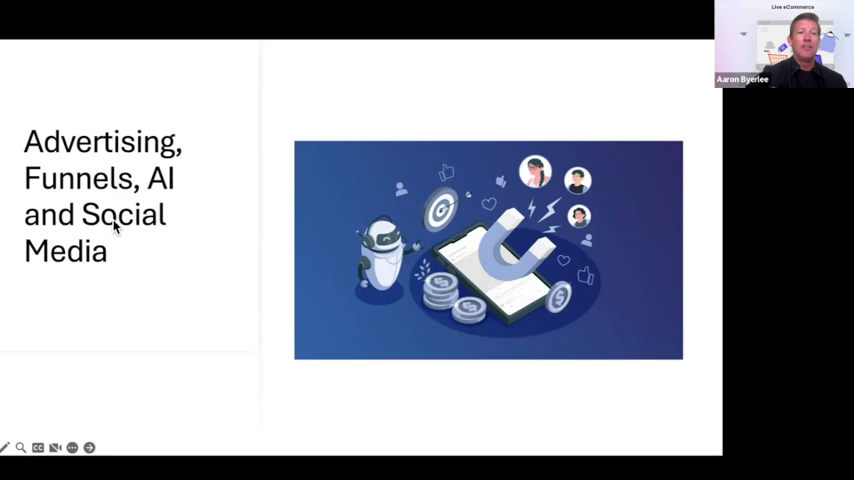 Live eCommerce
Aaron Byerlee
Advertising,
Funnels, AI
and Social
Media